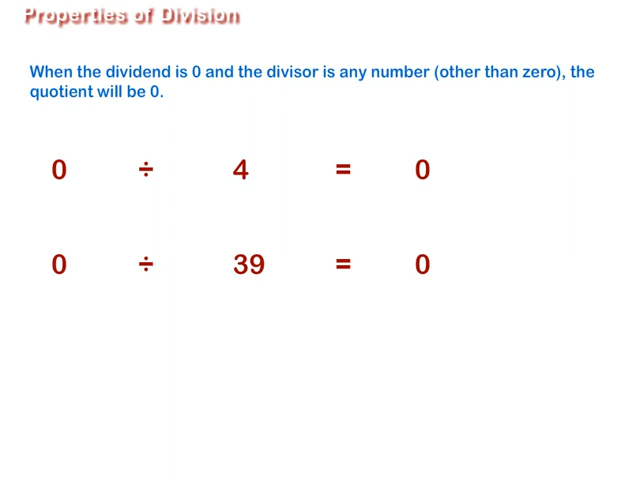 Properties of Division
When the dividend is 0 and the divisor is any number (other than zero), the
quotient will be 0.
0 ÷ 4 = 0
0 ÷ 39 = 0